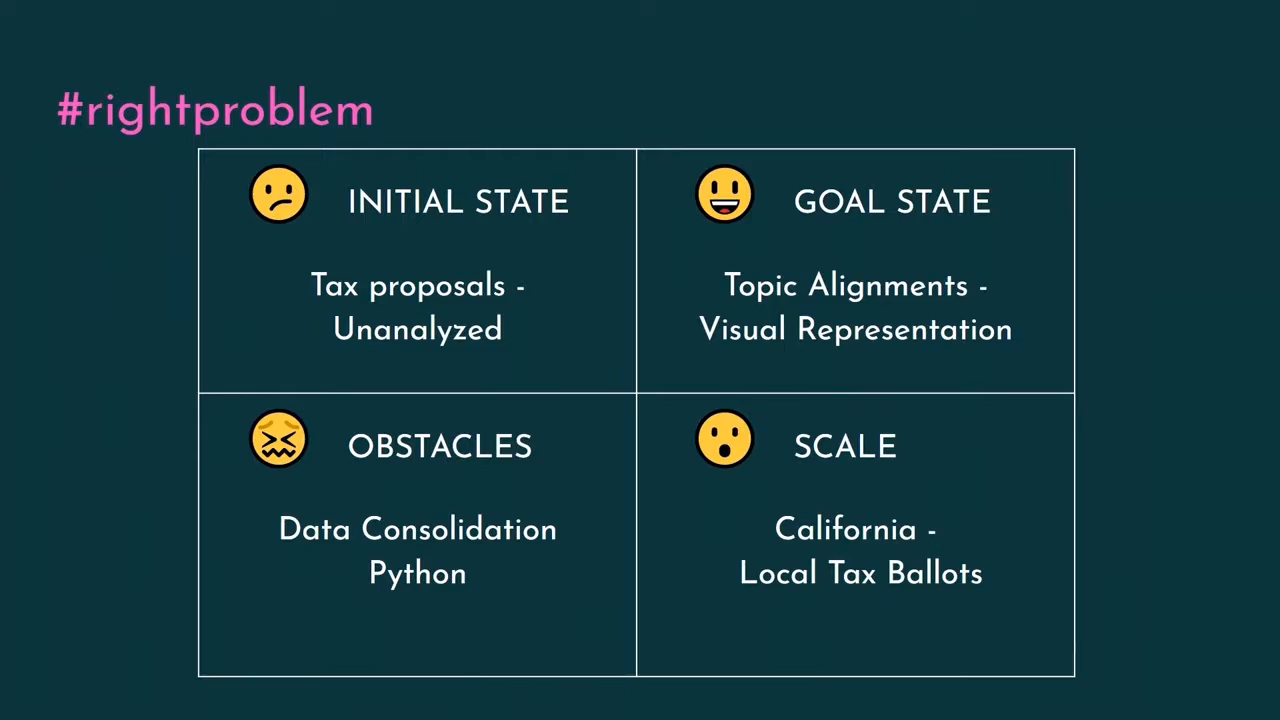 #rightproblem
INITIAL STATE
Tax proposals -
Unanalyzed
GOAL STATE
Topic Alignments -
Visual Representation
OBSTACLES
Data Consolidation
Python
SCALE
California -
Local Tax Ballots